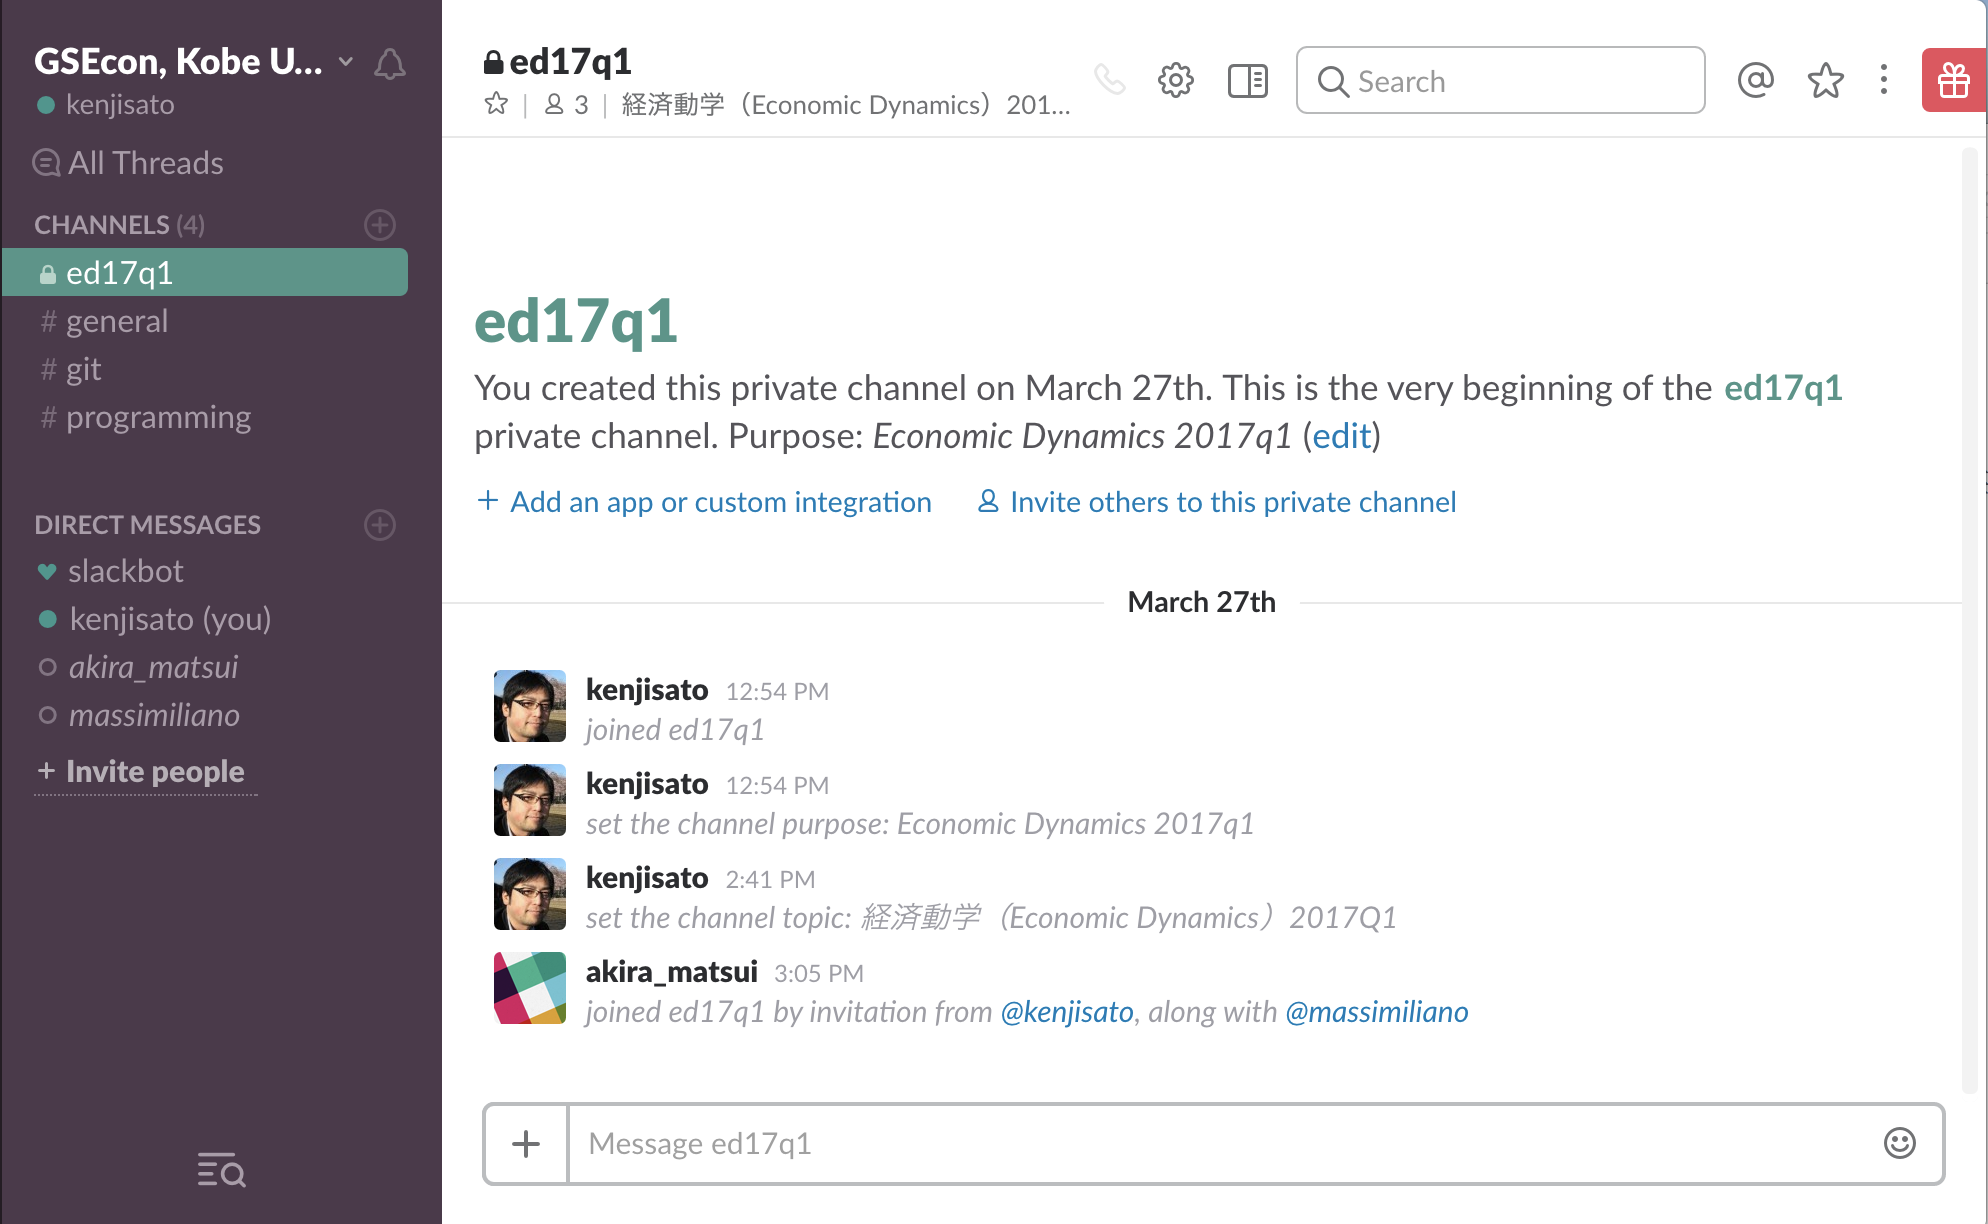 GSEcon, Kobe U...
kenjisato
All Threads
CHANNELS (4)
ed17q1
# general
# git
# programming
DIRECT MESSAGES
slackbot
kenjisato (you)
akira_matsui
massimiliano
+ Invite people
ed17q1
3 | 経済動学（Economic Dynamics）201...
Search
ed17q1
You created this private channel on March 27th. This is the very beginning of the ed17q1
private channel. Purpose: Economic Dynamics 2017q1 (edit)
+ Add an app or custom integration Invite others to this private channel
March 27th
kenjisato 12:54 PM
joined ed17q1
kenjisato 12:54 PM
set the channel purpose: Economic Dynamics 2017q1
kenjisato 2:41 PM
set the channel topic: 経済動学（Economic Dynamics）2017Q1
akira_matsui 3:05 PM
joined ed17q1 by invitation from @kenjisato, along with @massimiliano
Message ed17q1